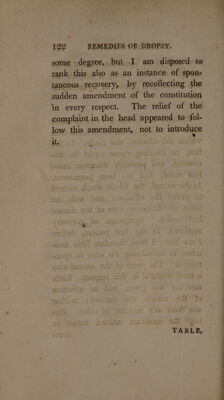 122 REMEDIES OF DROPSY.
some degree, but I am disposed to
rank this also as an instance of spon-
taneous recovery, by recollecting the
sudden amendment of the constitution
in every respect. The relief of the
complaint in the head appeared to fol-
low this amendment, not to introduce
it.
TABLE,